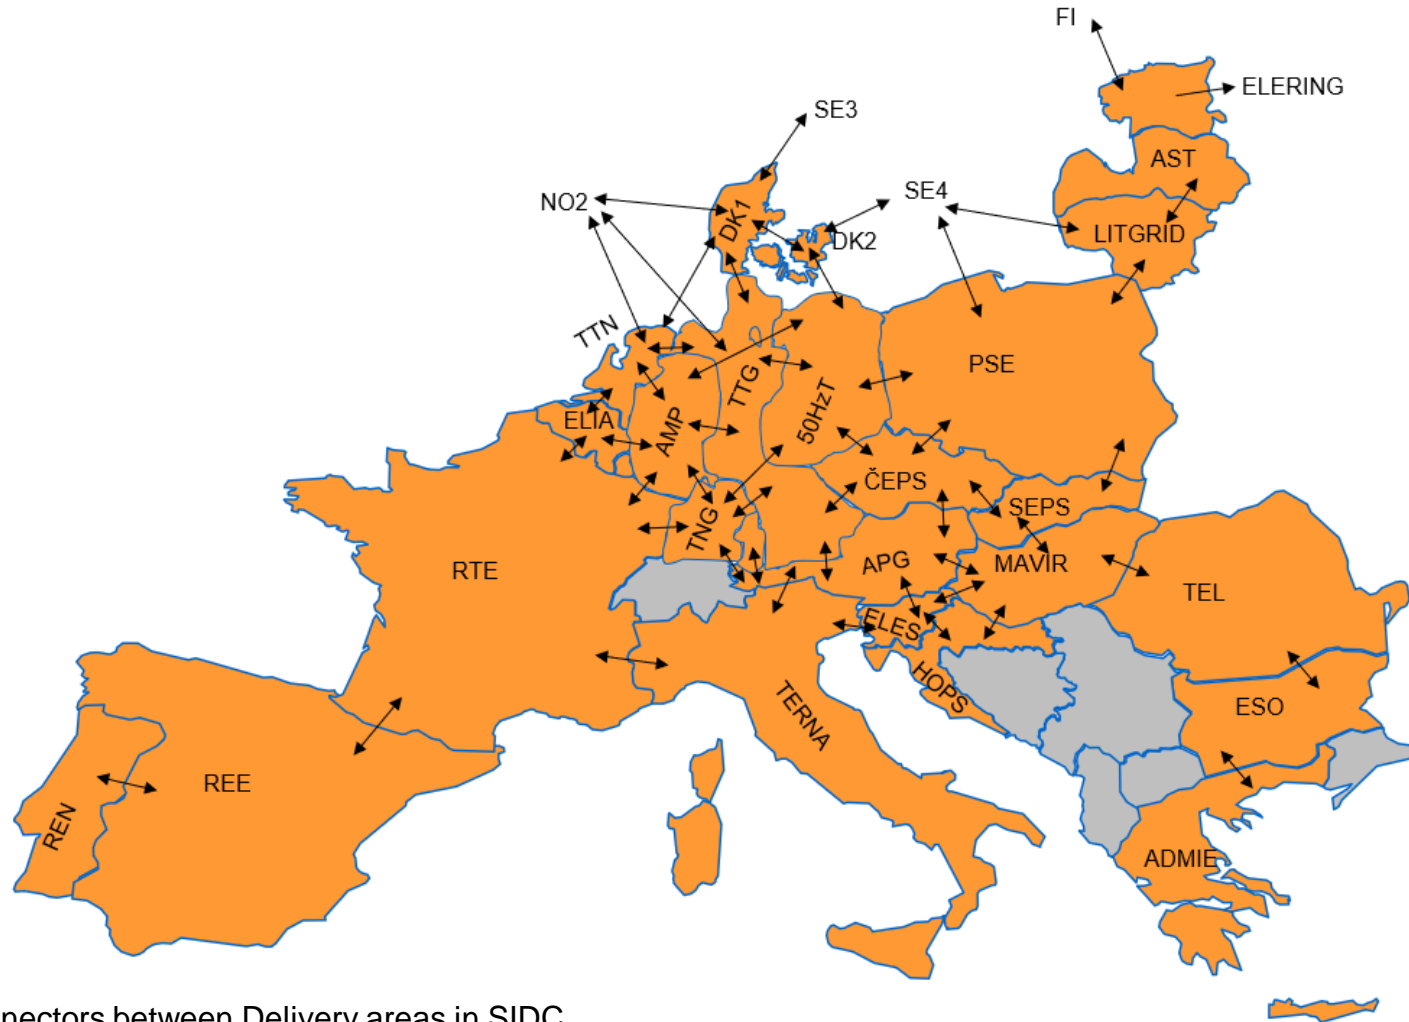 FI
ELERING
SE3
AST
NO2
SE4
DK1
DK2
LITGRID
TTN
PSE
TTG
50HzT
ELIA
AMP
ČEPS
SEPS
TNG
APG
MAVIR
RTE
TEL
ELES
HOPS
TERNA
ESO
REE
REN
ADMIE
nectors between Delivery areas in SIDC